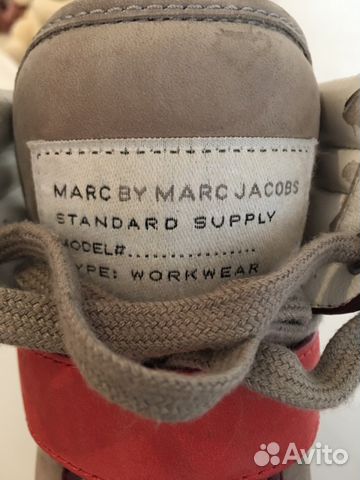 MARC BY MARC JACOBS
STANDARD SUPPLY
MODEL#..................
TYPE: WORKWEAR
Avito